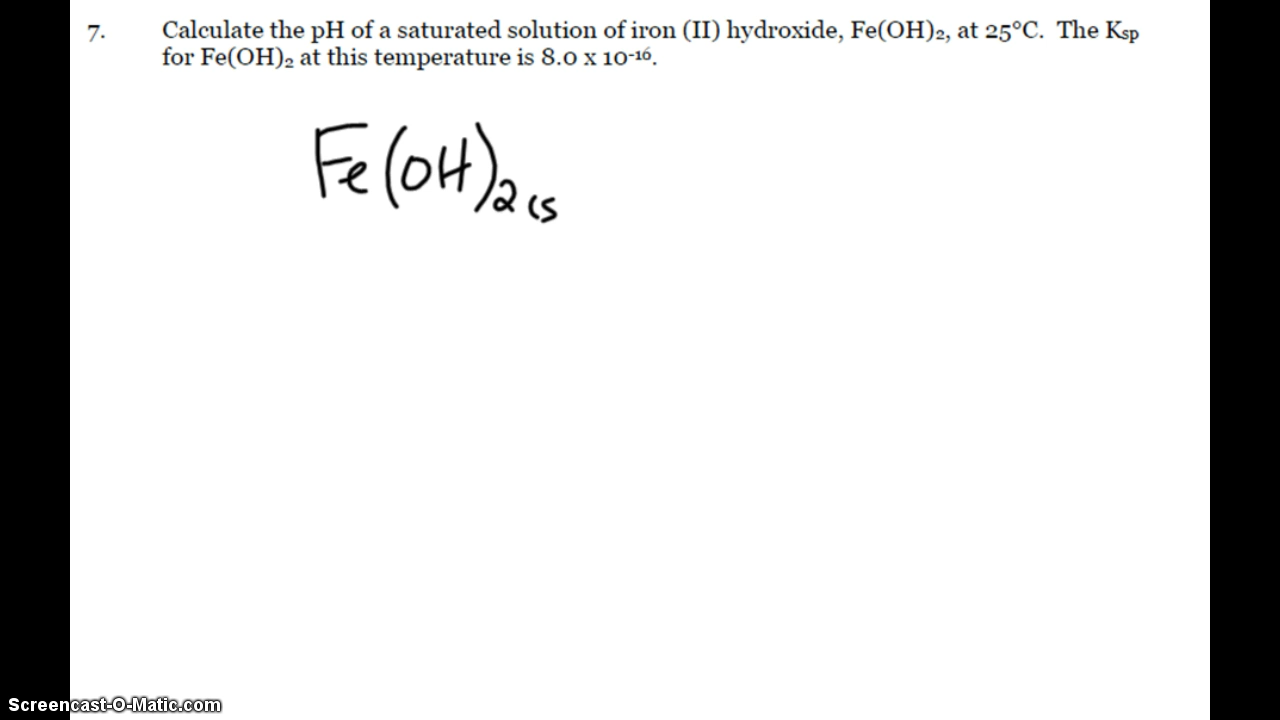 7. Calculate the pH of a saturated solution of iron (II) hydroxide, Fe(OH)₂, at 25°C. The Ksp
for Fe(OH)₂ at this temperature is 8.0 x 10⁻¹⁶.
Fe(OH)₂ (s
Screencast-O-Matic.com